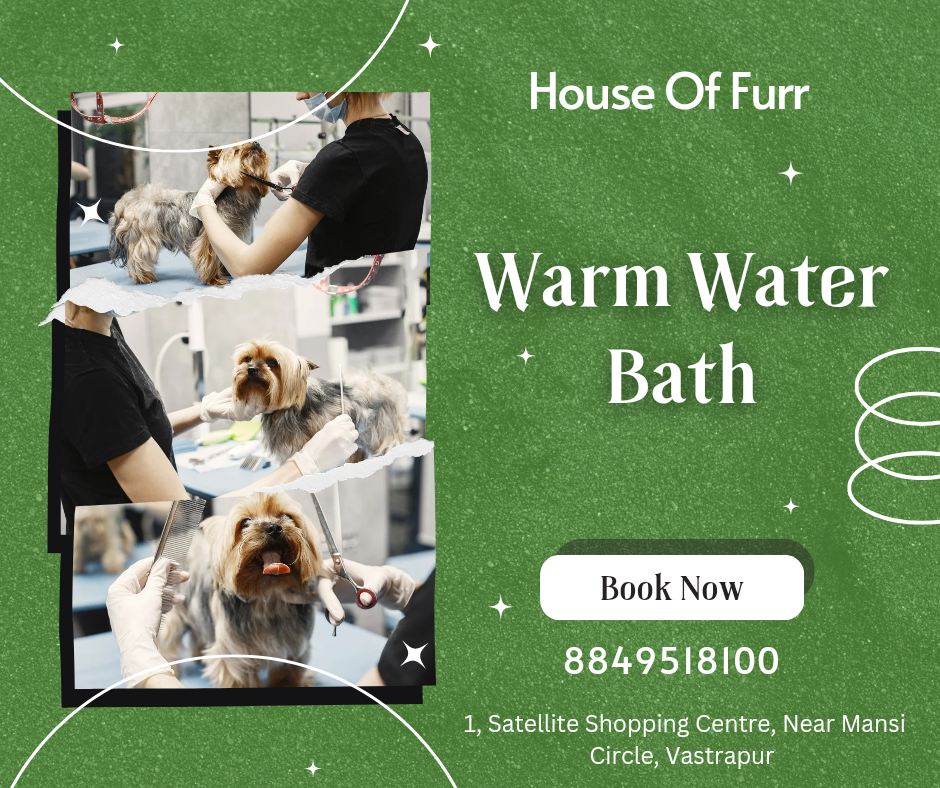 House Of Furr
Warm Water
Bath
Book Now
8849518100
1, Satellite Shopping Centre, Near Mansi
Circle, Vastrapur